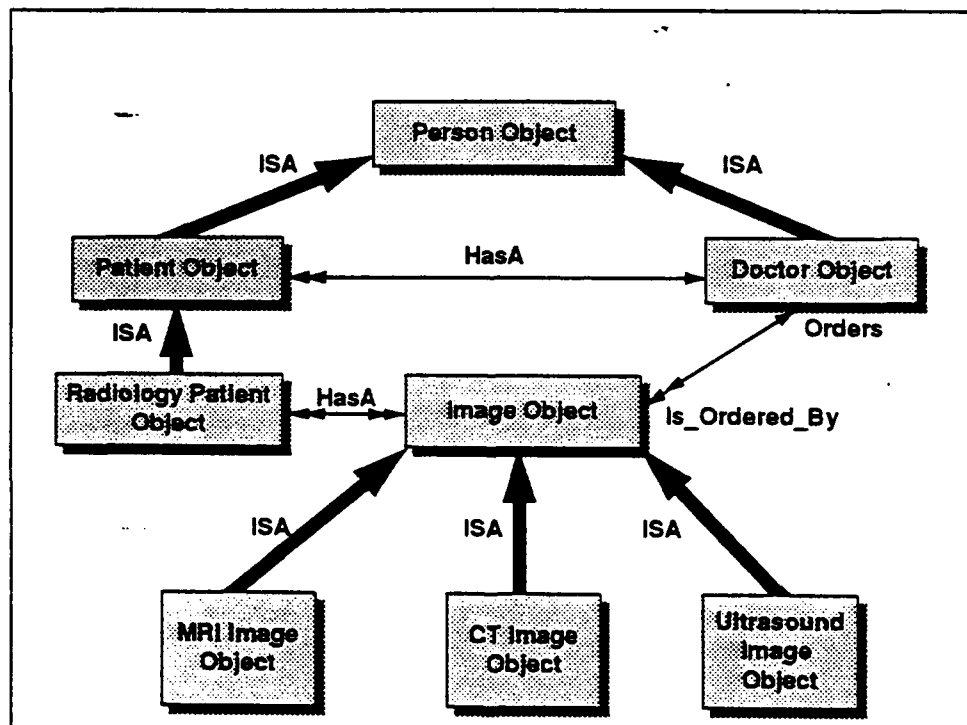 Person Object
ISA
ISA
Patient Object
HasA
Doctor Object
ISA
Orders
Radiology Patient
Object
HasA
Image Object
Is_Ordered_By
ISA
ISA
ISA
MRI Image
Object
CT Image
Object
Ultrasound
Image
Object